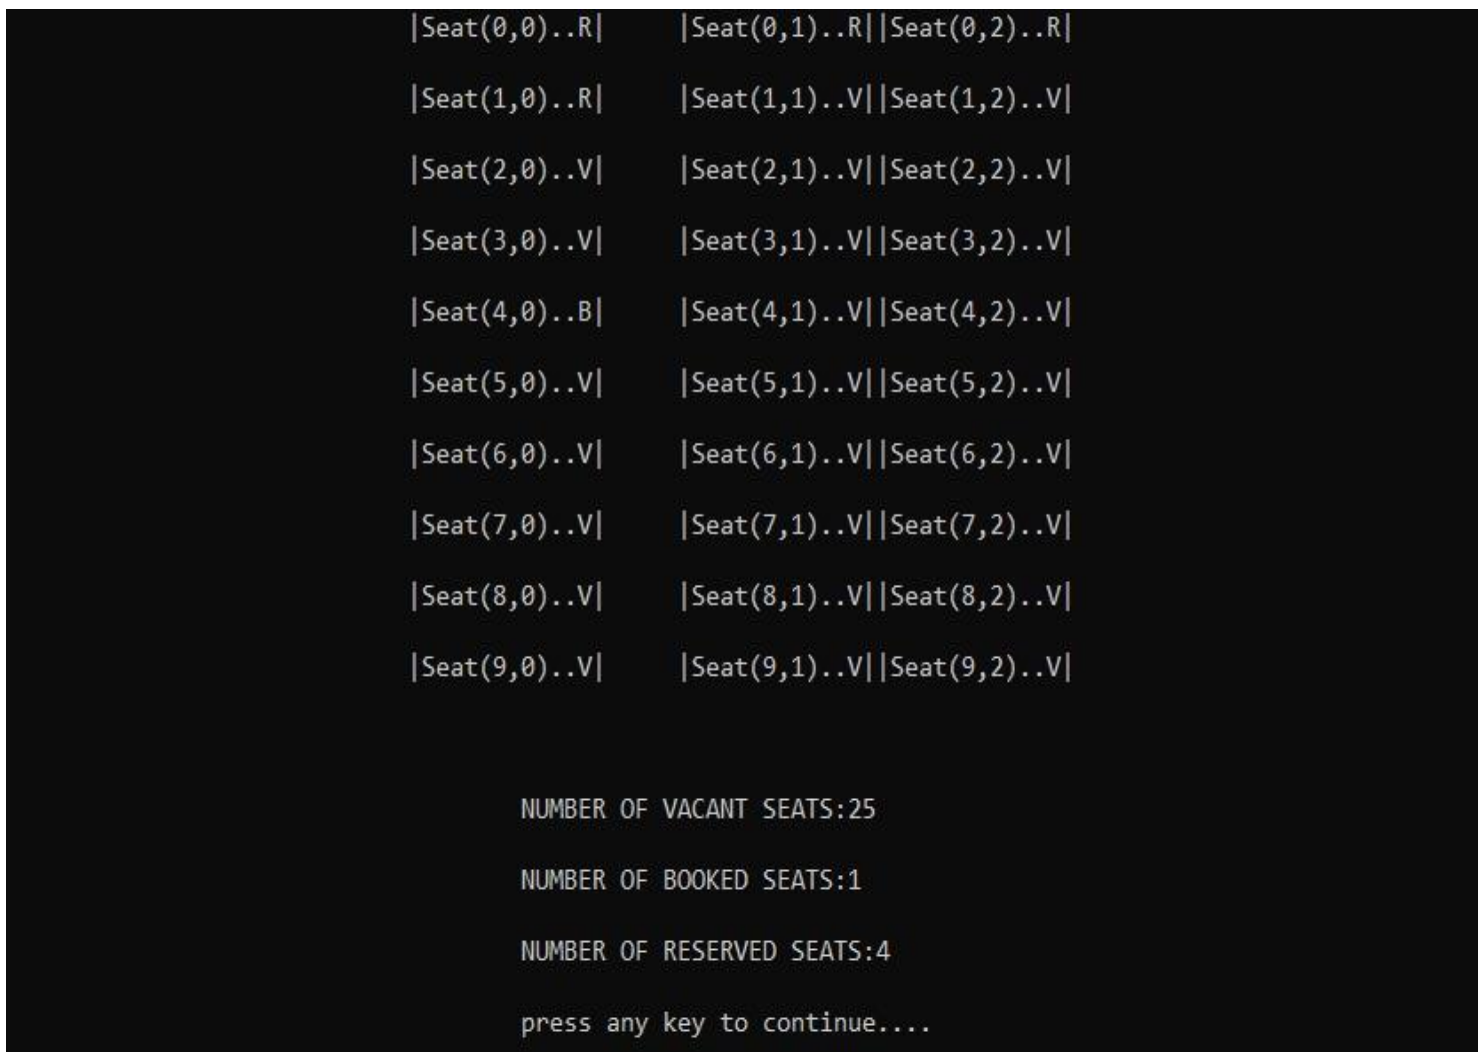 |Seat(0,0)..R|     |Seat(0,1)..R||Seat(0,2)..R|
|Seat(1,0)..R|     |Seat(1,1)..V||Seat(1,2)..V|
|Seat(2,0)..V|     |Seat(2,1)..V||Seat(2,2)..V|
|Seat(3,0)..V|     |Seat(3,1)..V||Seat(3,2)..V|
|Seat(4,0)..B|     |Seat(4,1)..V||Seat(4,2)..V|
|Seat(5,0)..V|     |Seat(5,1)..V||Seat(5,2)..V|
|Seat(6,0)..V|     |Seat(6,1)..V||Seat(6,2)..V|
|Seat(7,0)..V|     |Seat(7,1)..V||Seat(7,2)..V|
|Seat(8,0)..V|     |Seat(8,1)..V||Seat(8,2)..V|
|Seat(9,0)..V|     |Seat(9,1)..V||Seat(9,2)..V|
NUMBER OF VACANT SEATS:25
NUMBER OF BOOKED SEATS:1
NUMBER OF RESERVED SEATS:4
press any key to continue....